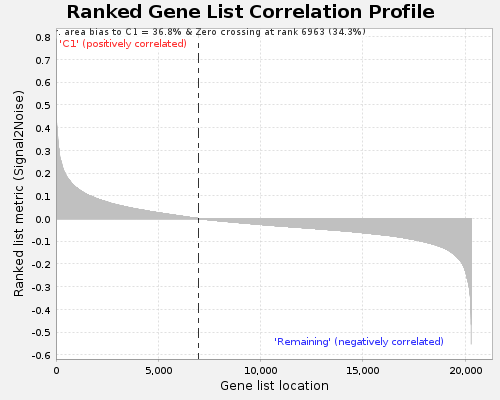 Ranked Gene List Correlation Profile
area bias to C1 = 36.8% & Zero crossing at rank 6963 (34.3%)
'C1' (positively correlated)
0.8
0.7
0.6
0.5
0.4
0.3
0.2
0.1
0.0
-0.1
-0.2
-0.3
-0.4
-0.5
-0.6
Ranked list metric (Signal2Noise)
'Remaining' (negatively correlated)
0 5,000 10,000 15,000 20,000
Gene list location